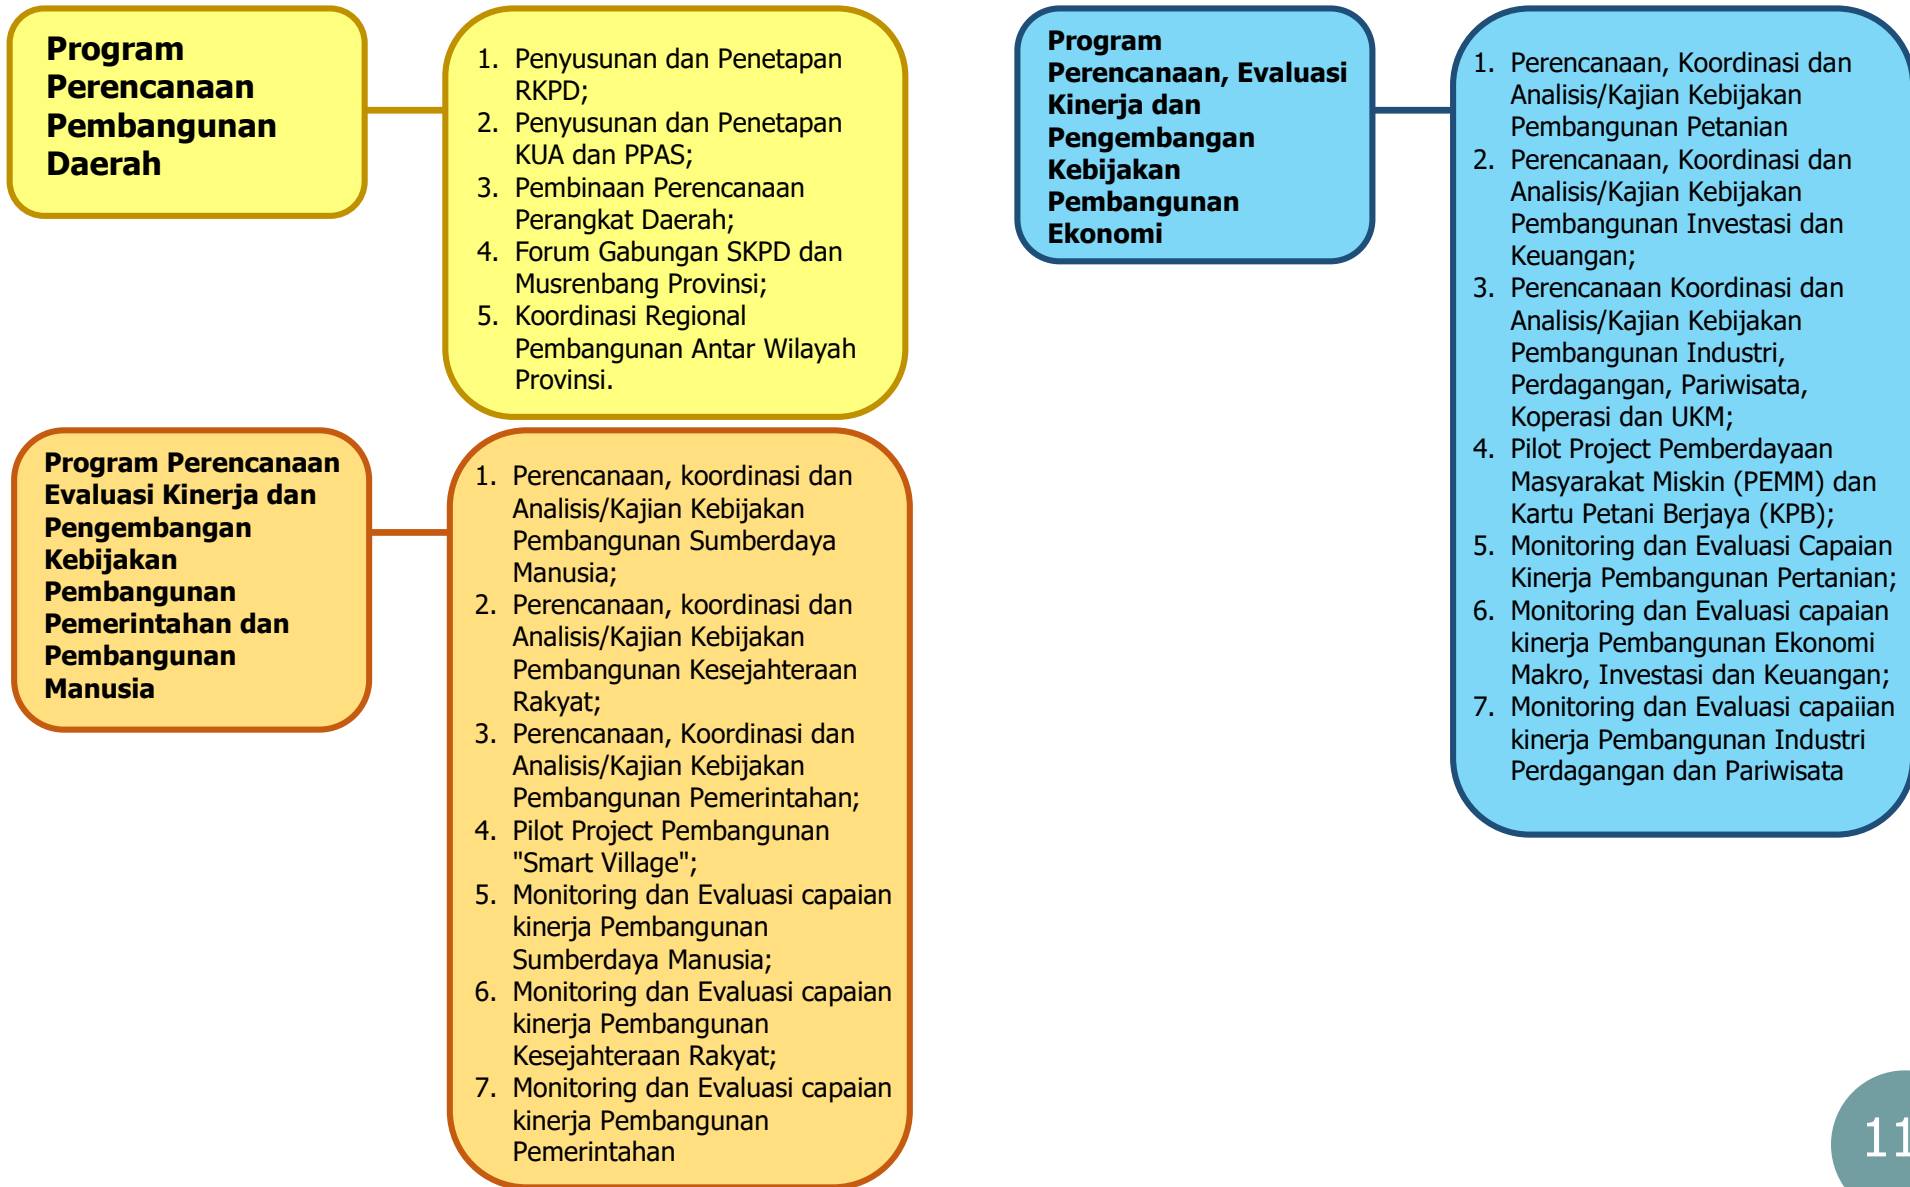 Program
Perencanaan
Pembangunan
Daerah
1. Penyusunan dan Penetapan
RKPD;
2. Penyusunan dan Penetapan
KUA dan PPAS;
3. Pembinaan Perencanaan
Perangkat Daerah;
4. Forum Gabungan SKPD dan
Musrenbang Provinsi;
5. Koordinasi Regional
Pembangunan Antar Wilayah
Provinsi.
Program Perencanaan
Evaluasi Kinerja dan
Pengembangan
Kebijakan
Pembangunan
Pemerintahan dan
Pembangunan
Manusia
1. Perencanaan, koordinasi dan
Analisis/Kajian Kebijakan
Pembangunan Sumberdaya
Manusia;
2. Perencanaan, koordinasi dan
Analisis/Kajian Kebijakan
Pembangunan Kesejahteraan
Rakyat;
3. Perencanaan, Koordinasi dan
Analisis/Kajian Kebijakan
Pembangunan Pemerintahan;
4. Pilot Project Pembangunan
"Smart Village";
5. Monitoring dan Evaluasi capaian
kinerja Pembangunan
Sumberdaya Manusia;
6. Monitoring dan Evaluasi capaian
kinerja Pembangunan
Kesejahteraan Rakyat;
7. Monitoring dan Evaluasi capaian
kinerja Pembangunan
Pemerintahan
Program
Perencanaan, Evaluasi
Kinerja dan
Pengembangan
Kebijakan
Pembangunan
Ekonomi
1. Perencanaan, Koordinasi dan
Analisis/Kajian Kebijakan
Pembangunan Petanian
2. Perencanaan, Koordinasi dan
Analisis/Kajian Kebijakan
Pembangunan Investasi dan
Keuangan;
3. Perencanaan Koordinasi dan
Analisis/Kajian Kebijakan
Pembangunan Industri,
Perdagangan, Pariwisata,
Koperasi dan UKM;
4. Pilot Project Pemberdayaan
Masyarakat Miskin (PEMM) dan
Kartu Petani Berjaya (KPB);
5. Monitoring dan Evaluasi Capaian
Kinerja Pembangunan Pertanian;
6. Monitoring dan Evaluasi capaian
kinerja Pembangunan Ekonomi
Makro, Investasi dan Keuangan;
7. Monitoring dan Evaluasi capaiian
kinerja Pembangunan Industri
Perdagangan dan Pariwisata
11